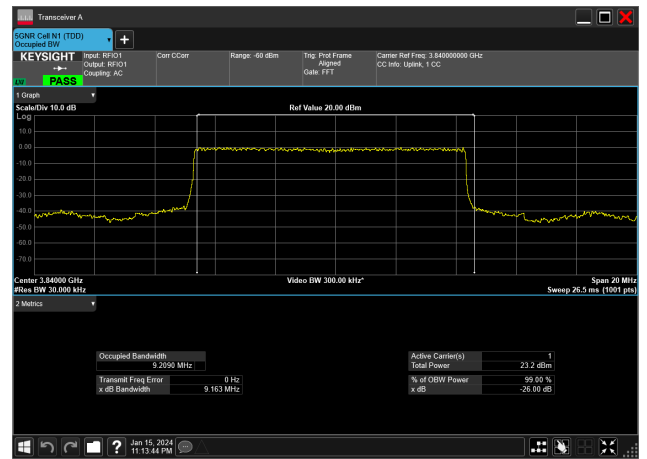 Transceiver A
5GNR Cell N1 (TDD)
Occupied BW
KEYSIGHT
LXI
PASS
Input: RFIO1
Output: RFIO1
Coupling: AC
Corr CCorr
Range: -60 dBm
Trig: Prot Frame
Aligned
Gate: FFT
Carrier Ref Freq: 3.840000000 GHz
CC Info: Uplink, 1 CC
1 Graph
Scale/Div 10.0 dB
Ref Value 20.00 dBm
Log
10.0
0.00
-10.0
-20.0
-30.0
-40.0
-50.0
-60.0
-70.0
Center 3.84000 GHz
Video BW 300.00 kHz*
Span 20 MHz
#Res BW 30.000 kHz
Sweep 26.5 ms (1001 pts)
2 Metrics
Occupied Bandwidth
9.2090 MHz
Transmit Freq Error 0 Hz
x dB Bandwidth 9.163 MHz
Active Carrier(s) 1
Total Power 23.2 dBm
% of OBW Power 99.00 %
x dB -26.00 dB
Jan 15, 2024
11:13:44 PM